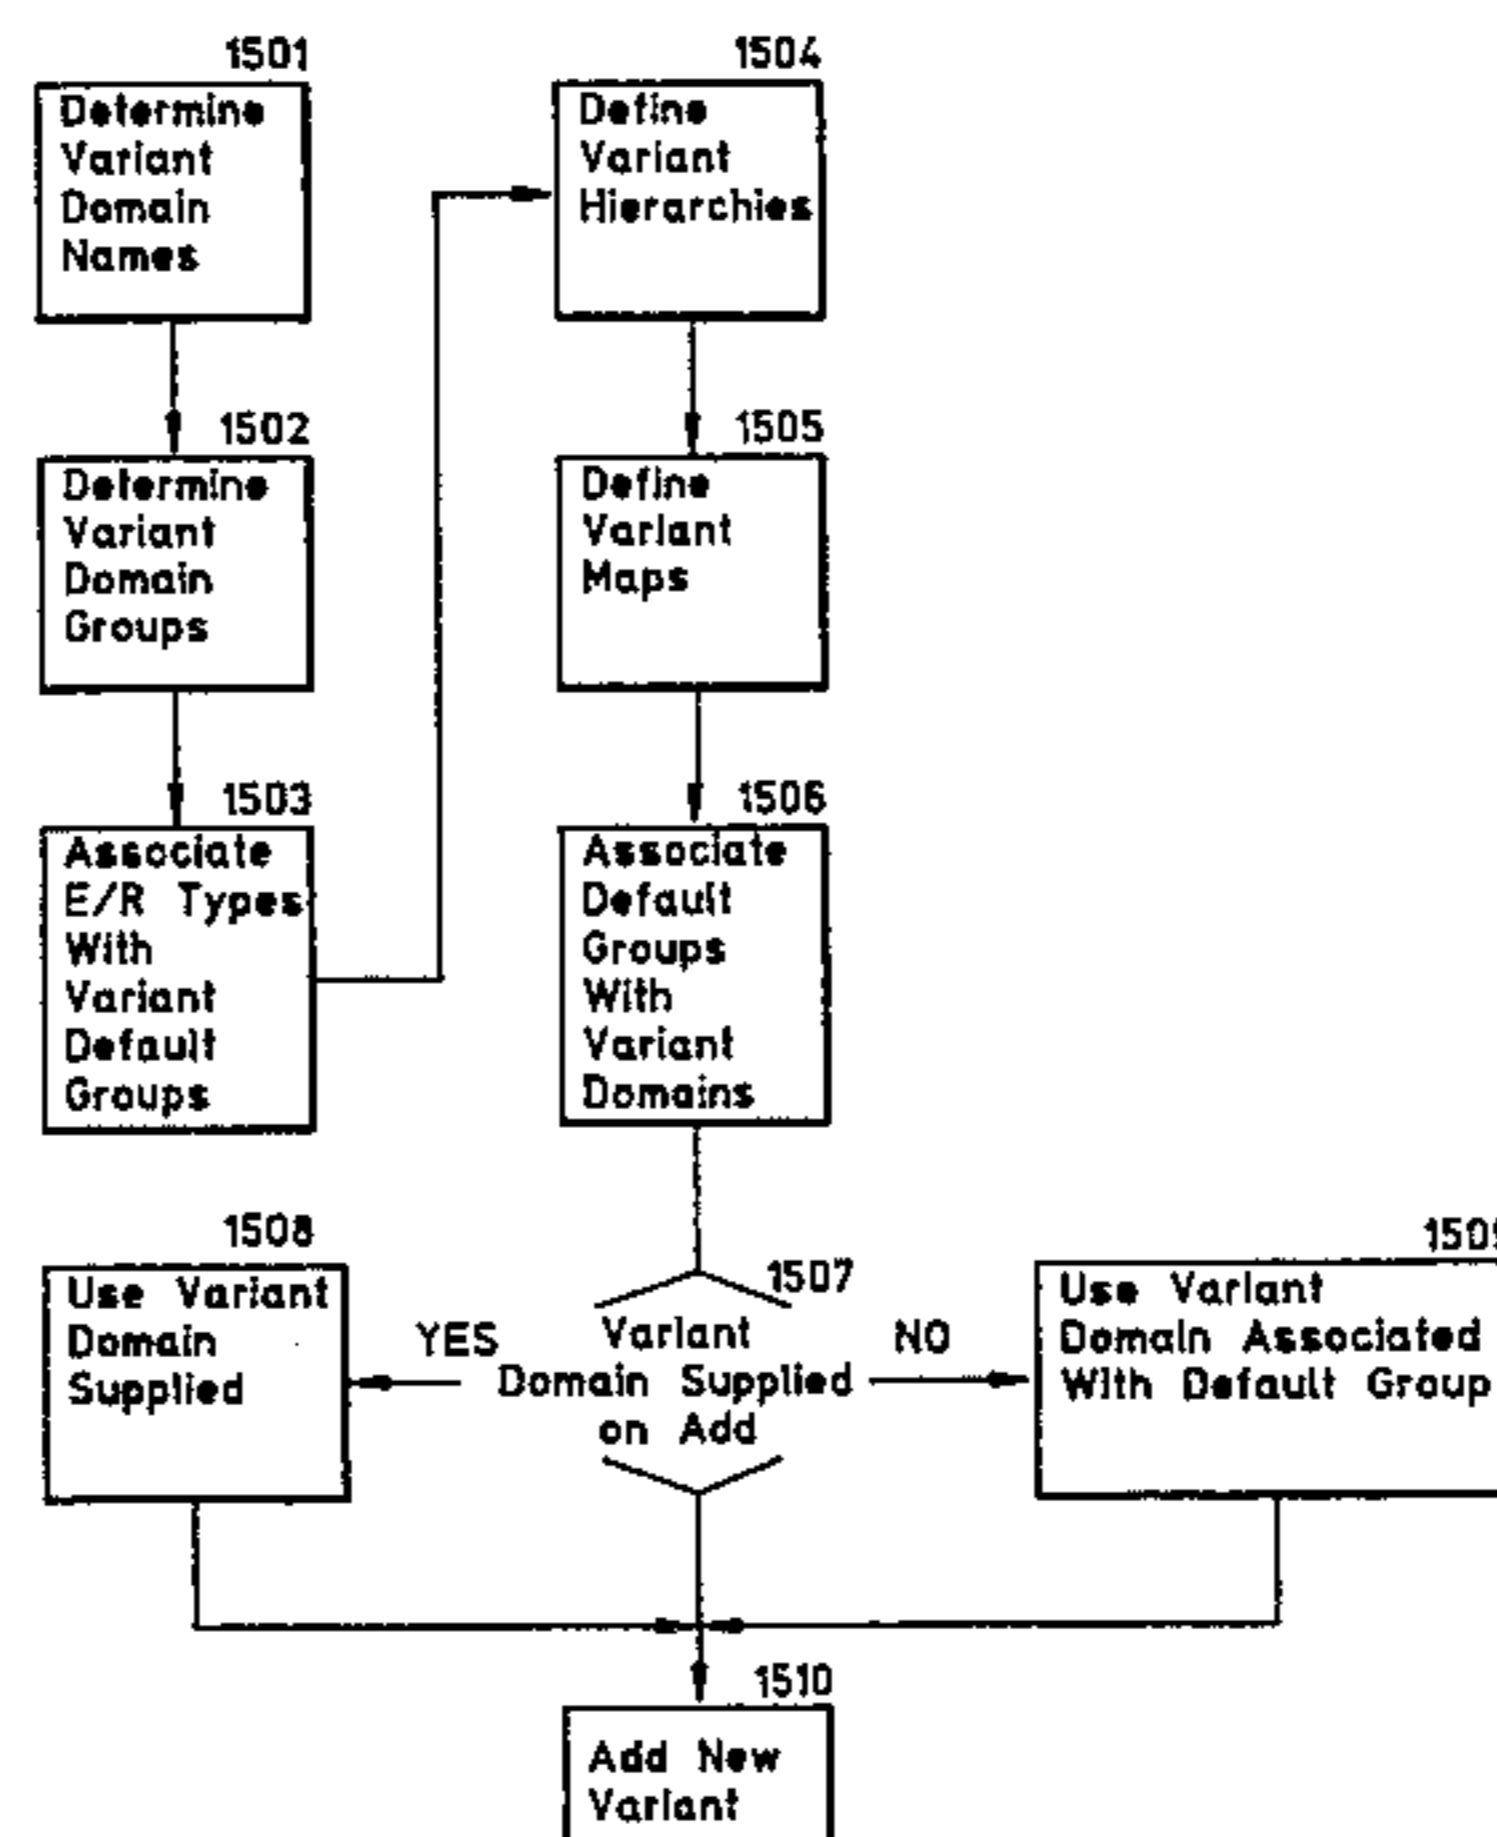 1501
Determine
Variant
Domain
Names
1502
Determine
Variant
Domain
Groups
1503
Associate
E/R Types
With
Variant
Default
Groups
1504
Define
Variant
Hierarchies
1505
Define
Variant
Maps
1506
Associate
Default
Groups
With
Variant
Domains
1507
Variant
Domain Supplied
on Add
YES
NO
1508
Use Variant
Domain
Supplied
1509
Use Variant
Domain Associated
With Default Group
1510
Add New
Variant